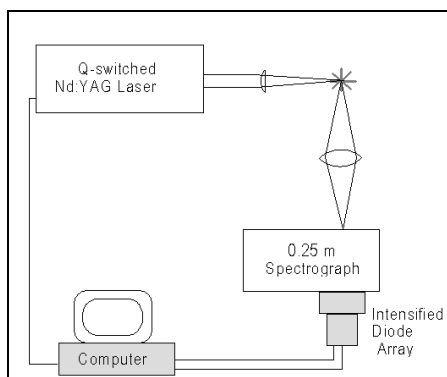 Q-switched
Nd:YAG Laser
0.25 m
Spectrograph
Intensified
Diode
Array
Computer